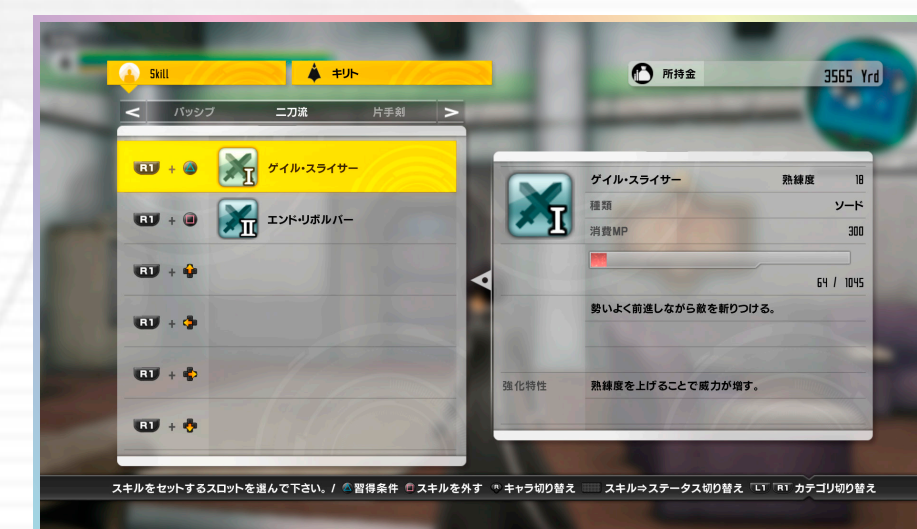 Skill
キリト
所持金 3565 Yrd
< パッシブ 二刀流 片手剣 >
R1 + I ゲイル・スライサー
R1 + II エンド・リボルバー
R1 +
R1 +
R1 +
R1 +
I ゲイル・スライサー 熟練度 18
種類 ソード
消費MP 300
64 / 1045
勢いよく前進しながら敵を斬りつける。
強化特性 熟練度を上げることで威力が増す。
スキルをセットするスロットを選んで下さい。/ 習得条件 スキルを外す R キャラ切り替え スキル⇒ステータス切り替え L1 R1 カテゴリ切り替え